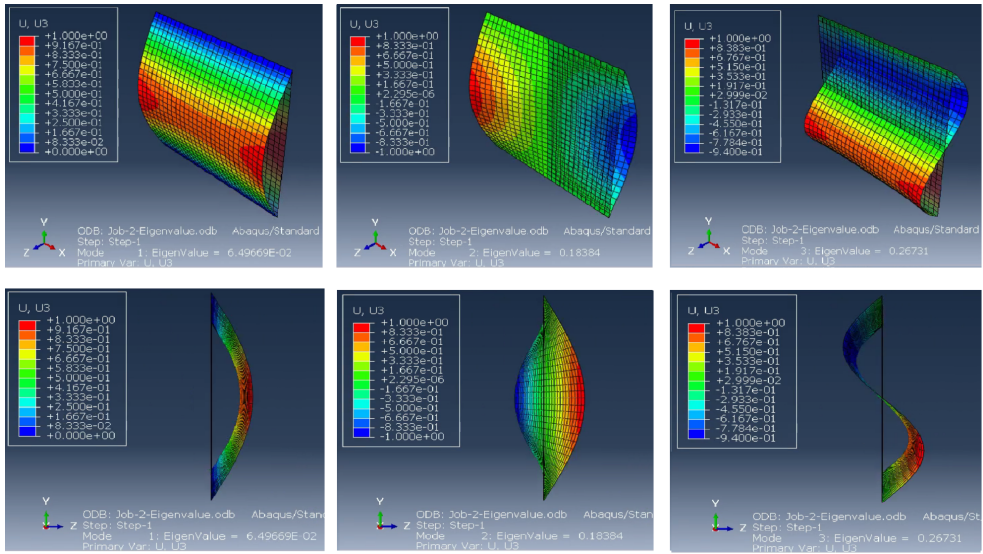 U, U3
+1.000e+00
+9.167e-01
+8.333e-01
+7.500e-01
+6.667e-01
+5.833e-01
+5.000e-01
+4.167e-01
+3.333e-01
+2.500e-01
+1.667e-01
+8.333e-02
+0.000e+00
Y
Z X
ODB: Job-2-Eigenvalue.odb Abaqus/Standard
Step: Step-1
Mode 1: EigenValue = 6.49669E-02
Primary Var: U, U3
U, U3
+1.000e+00
+8.333e-01
+6.667e-01
+5.000e-01
+3.333e-01
+1.667e-01
+2.295e-06
-1.667e-01
-3.333e-01
-5.000e-01
-6.667e-01
-8.333e-01
-1.000e+00
Y
Z X
ODB: Job-2-Eigenvalue.odb Abaqus/Standard
Step: Step-1
Mode 2: EigenValue = 0.18384
Primary Var: U, U3
U, U3
+1.000e+00
+8.383e-01
+6.767e-01
+5.150e-01
+3.533e-01
+1.917e-01
+2.999e-02
-1.317e-01
-2.933e-01
-4.550e-01
-6.167e-01
-7.784e-01
-9.400e-01
Y
Z X
ODB: Job-2-Eigenvalue.odb Abaqus/Standard
Step: Step-1
Mode 3: EigenValue = 0.26731
Primary Var: U, U3
U, U3
+1.000e+00
+9.167e-01
+8.333e-01
+7.500e-01
+6.667e-01
+5.833e-01
+5.000e-01
+4.167e-01
+3.333e-01
+2.500e-01
+1.667e-01
+8.333e-02
+0.000e+00
Y
Z
ODB: Job-2-Eigenvalue.odb Abaqus/Stan
Step: Step-1
Mode 1: EigenValue = 6.49669E-02
Primary Var: U, U3
U, U3
+1.000e+00
+8.333e-01
+6.667e-01
+5.000e-01
+3.333e-01
+1.667e-01
+2.295e-06
-1.667e-01
-3.333e-01
-5.000e-01
-6.667e-01
-8.333e-01
-1.000e+00
Y
Z
ODB: Job-2-Eigenvalue.odb Abaqus/Stan
Step: Step-1
Mode 2: EigenValue = 0.18384
Primary Var: U, U3
U, U3
+1.000e+00
+8.383e-01
+6.767e-01
+5.150e-01
+3.533e-01
+1.917e-01
+2.999e-02
-1.317e-01
-2.933e-01
-4.550e-01
-6.167e-01
-7.784e-01
-9.400e-01
Y
Z
ODB: Job-2-Eigenvalue.odb Abaqus/St
Step: Step-1
Mode 3: EigenValue = 0.26731
Primary Var: U, U3